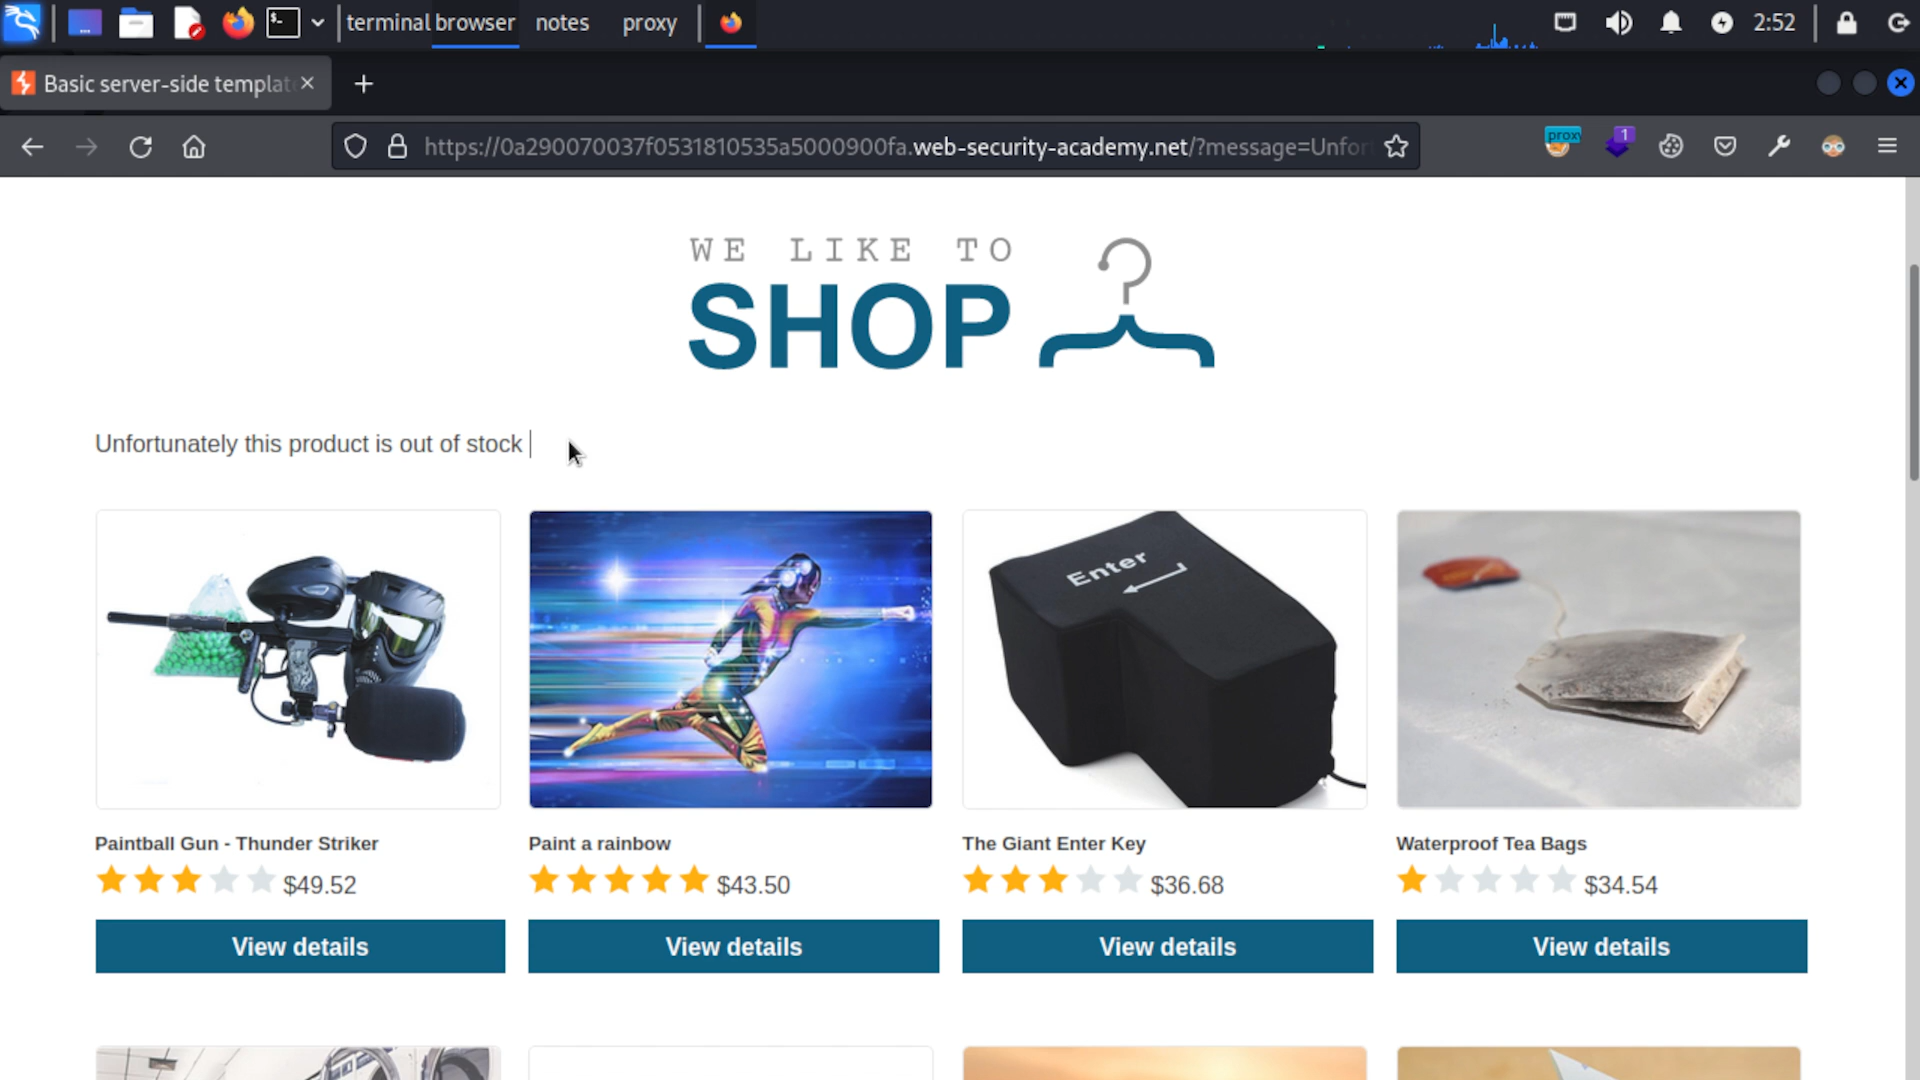 terminal browser notes proxy 2:52
Basic server-side templat
https://0a290070037f0531810535a5000900fa.web-security-academy.net/?message=Unfor
proxy
1
WE LIKE TO
SHOP
Unfortunately this product is out of stock
Enter
Paintball Gun - Thunder Striker
$49.52
View details
Paint a rainbow
$43.50
View details
The Giant Enter Key
$36.68
View details
Waterproof Tea Bags
$34.54
View details